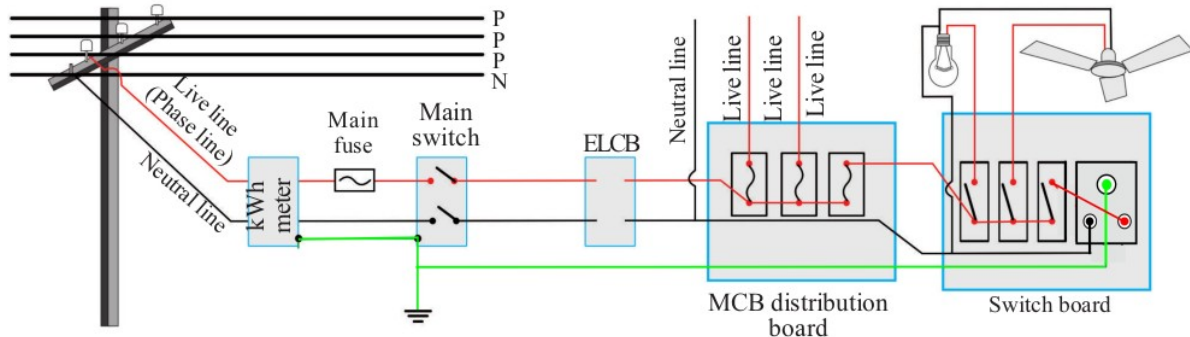 P
P
P
N
Live line
(Phase line)
Neutral line
kWh
meter
Main
fuse
Main
switch
ELCB
Neutral line
Live line
Live line
Live line
MCB distribution
board
Switch board